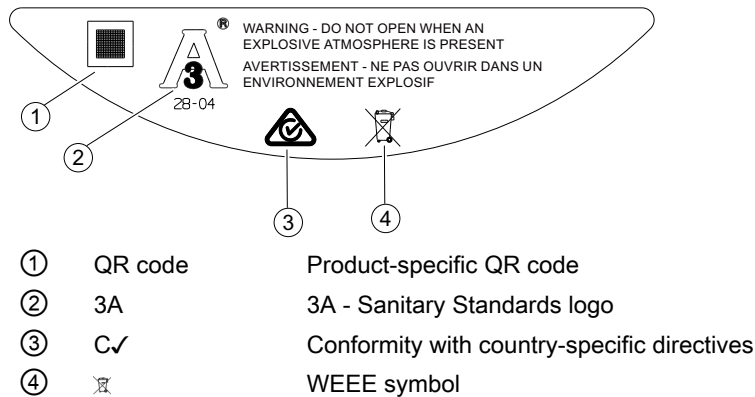 ®
WARNING - DO NOT OPEN WHEN AN
EXPLOSIVE ATMOSPHERE IS PRESENT
AVERTISSEMENT - NE PAS OUVRIR DANS UN
ENVIRONNEMENT EXPLOSIF
A
3
28-04
1
2
3
4
① QR code Product-specific QR code
② 3A 3A - Sanitary Standards logo
③ C✓ Conformity with country-specific directives
④ WEEE symbol